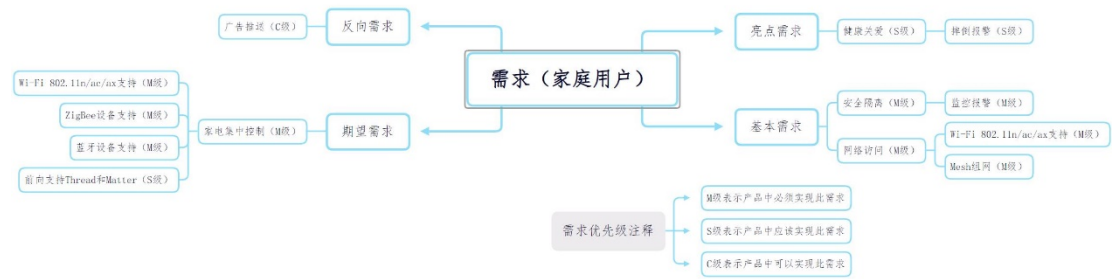 需求（家庭用户）
亮点需求
健康关爱（S级）
摔倒报警（S级）
基本需求
安全隔离（M级）
监控报警（M级）
网络访问（M级）
Wi-Fi 802.11n/ac/ax支持（M级）
Mesh组网（M级）
反向需求
广告推送（C级）
期望需求
家电集中控制（M级）
Wi-Fi 802.11n/ac/ax支持（M级）
ZigBee设备支持（M级）
蓝牙设备支持（M级）
前向支持Thread和Matter（S级）
需求优先级注释
M级表示产品中必须实现此需求
S级表示产品中应该实现此需求
C级表示产品中可以实现此需求